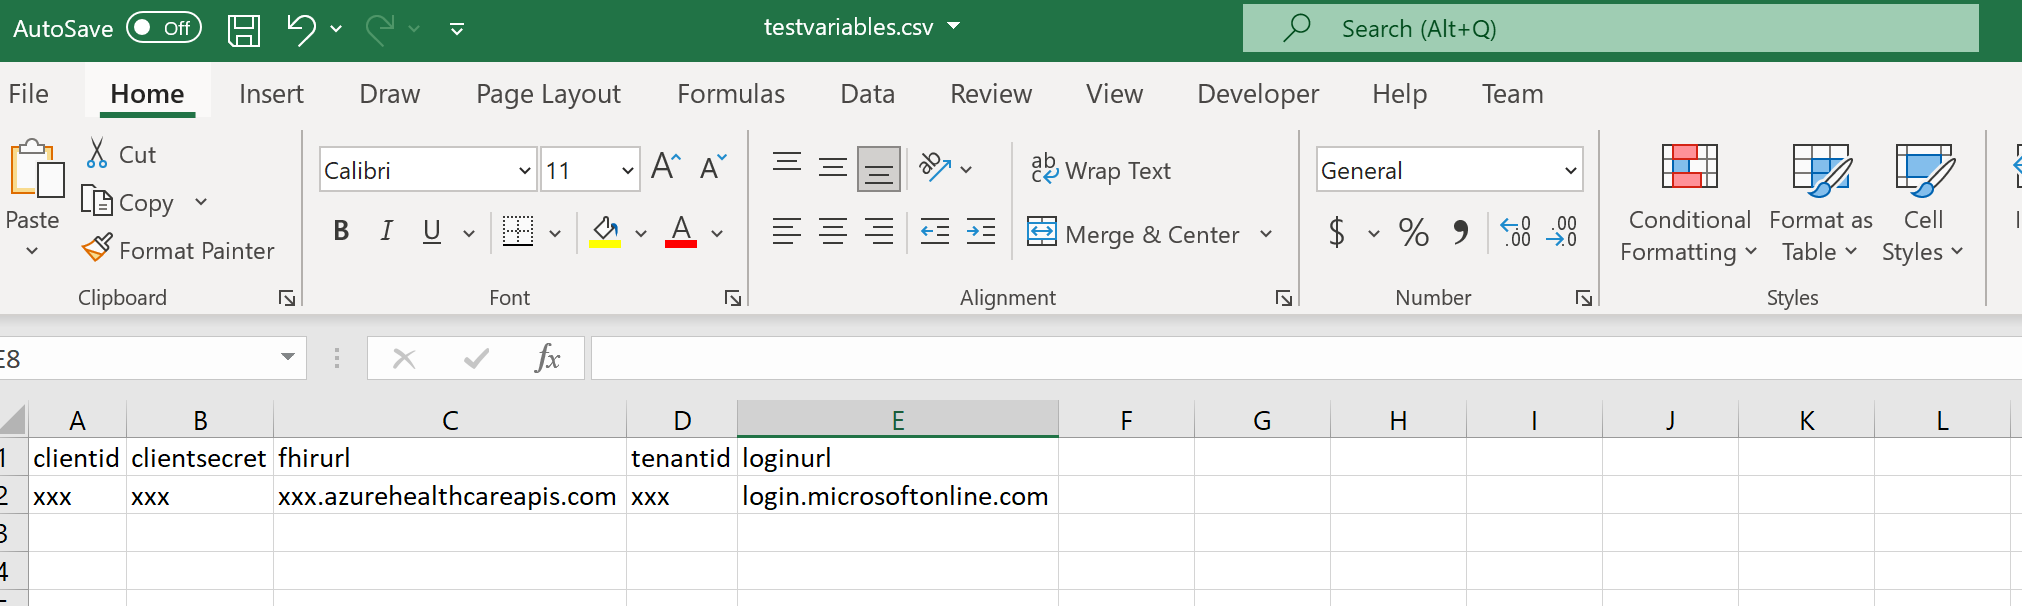 AutoSave Off testvariables.csv Search (Alt+Q)
File Home Insert Draw Page Layout Formulas Data Review View Developer Help Team
Paste
Cut
Copy
Format Painter
Clipboard
Calibri 11 A A
B I U A
Font
ab Wrap Text
Merge & Center
Alignment
General
$ % , .00 .00
Number
Conditional Formatting
Format as Table
Cell Styles
Styles
E8 fx
A B C D E F G H I J K L
1 clientid clientsecret fhirurl tenantid loginurl
2 xxx xxx xxx.azurehealthcareapis.com xxx login.microsoftonline.com
3
4